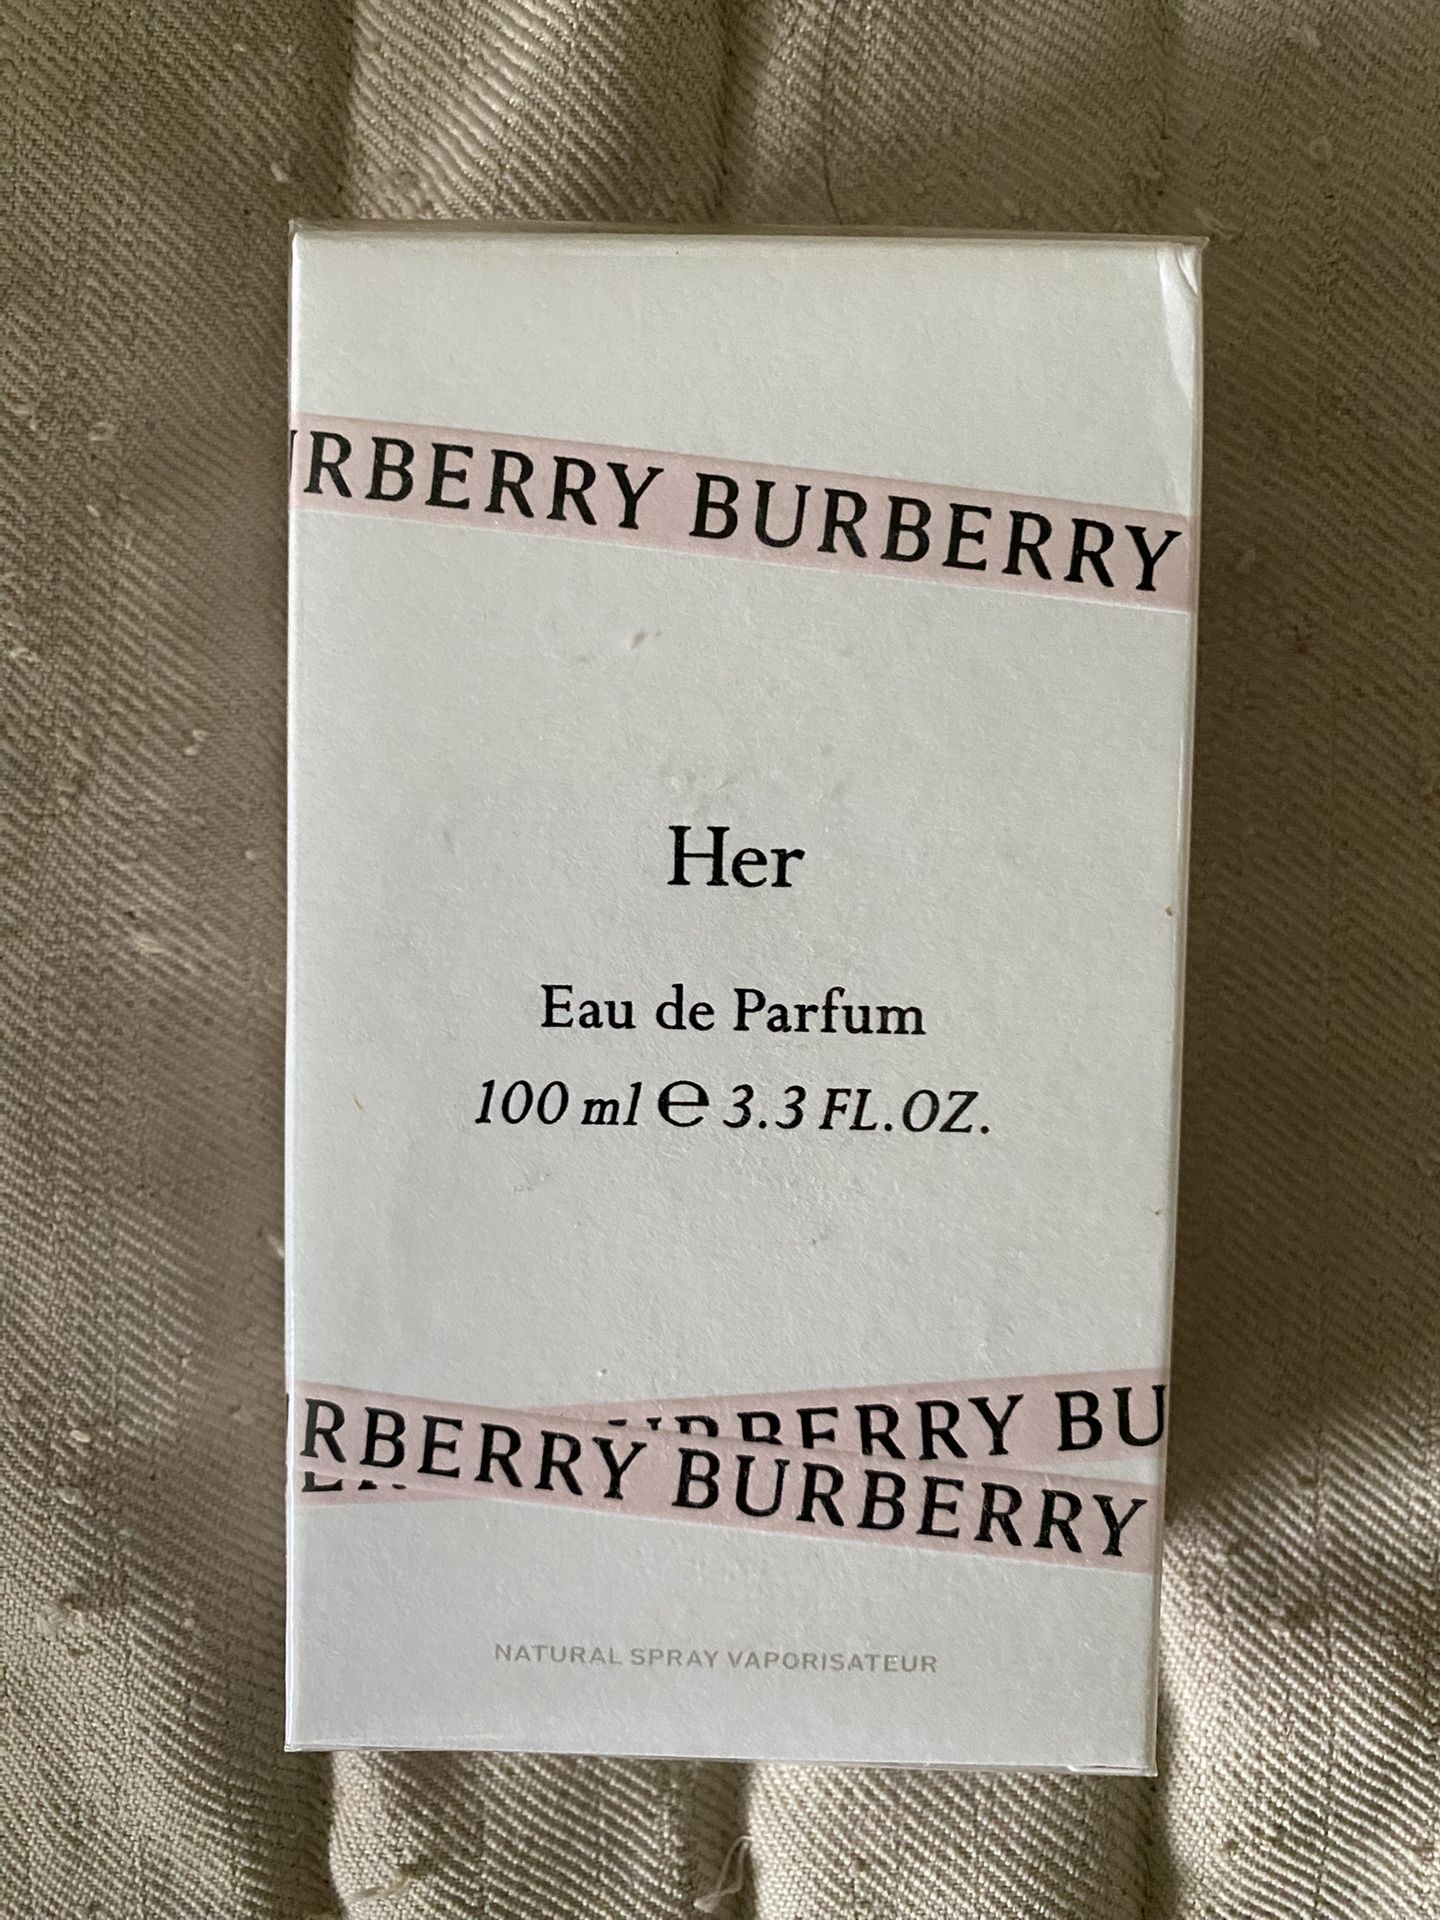 RBERRY BURBERRY
Her
Eau de Parfum
100 ml ℮ 3.3 FL.OZ.
RBERRY BU
RBERRY BURBERRY
NATURAL SPRAY VAPORISATEUR